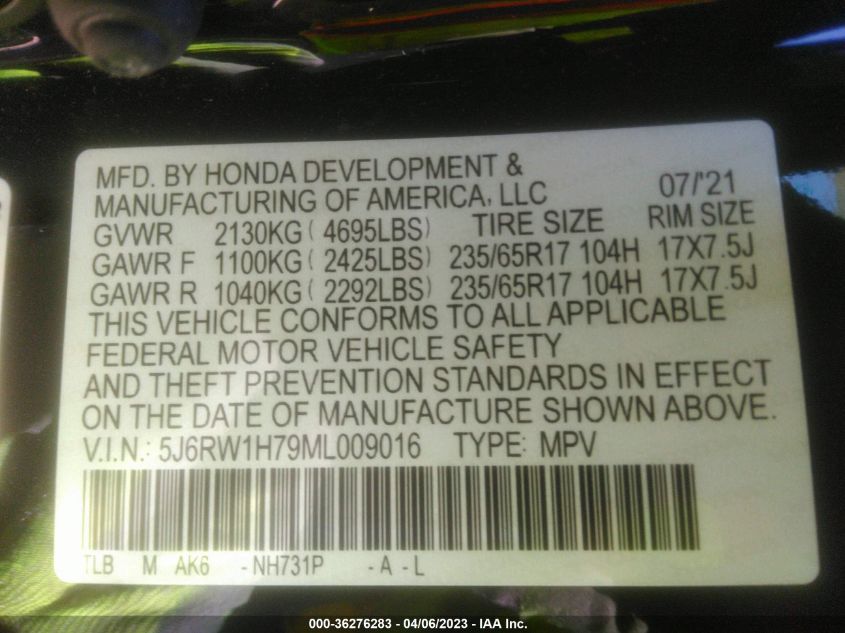 MFD. BY HONDA DEVELOPMENT &
MANUFACTURING OF AMERICA, LLC 07/'21
GVWR 2130KG (4695LBS) TIRE SIZE RIM SIZE
GAWR F 1100KG (2425LBS) 235/65R17 104H 17X7.5J
GAWR R 1040KG (2292LBS) 235/65R17 104H 17X7.5J
THIS VEHICLE CONFORMS TO ALL APPLICABLE
FEDERAL MOTOR VEHICLE SAFETY
AND THEFT PREVENTION STANDARDS IN EFFECT
ON THE DATE OF MANUFACTURE SHOWN ABOVE.
V.I.N.: 5J6RW1H79ML009016 TYPE: MPV
TLB M AK6 -NH731P -A-L
000-36276283 - 04/06/2023 - IAA Inc.